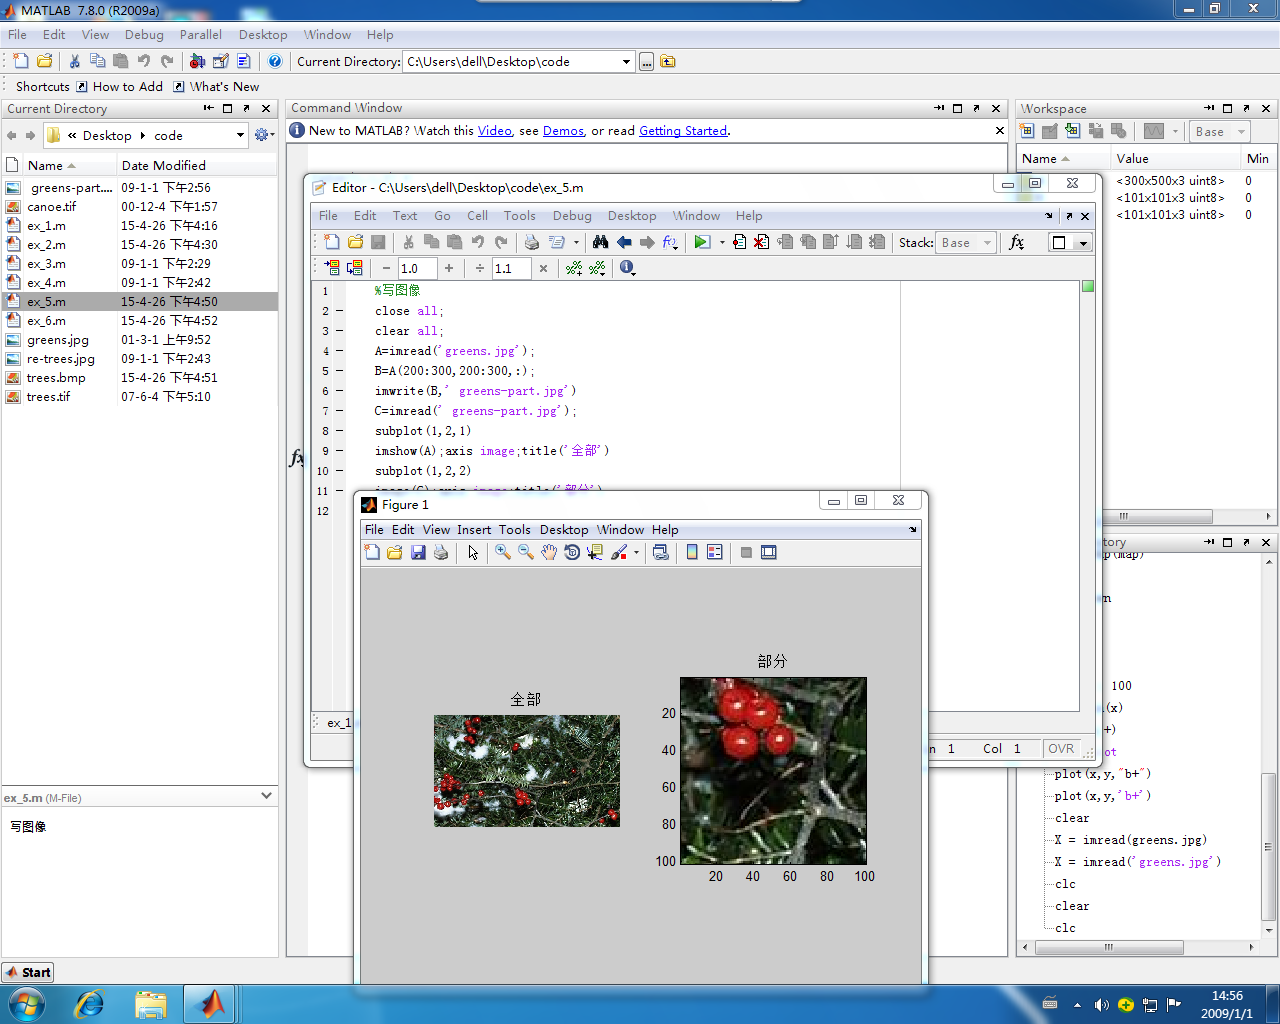 MATLAB 7.8.0 (R2009a)
File Edit View Debug Parallel Desktop Window Help
Current Directory: C:\Users\dell\Desktop\code ...
Shortcuts How to Add What's New
Current Directory
« Desktop code
Name Date Modified
greens-part.... 09-1-1 下午2:56
canoe.tif 00-12-4 下午1:57
ex_1.m 15-4-26 下午4:16
ex_2.m 15-4-26 下午4:30
ex_3.m 09-1-1 下午2:29
ex_4.m 09-1-1 下午2:42
ex_5.m 15-4-26 下午4:50
ex_6.m 15-4-26 下午4:52
greens.jpg 01-3-1 上午9:52
re-trees.jpg 09-1-1 下午2:43
trees.bmp 15-4-26 下午4:51
trees.tif 07-6-4 下午5:10
ex_5.m (M-File)
写图像
Command Window
New to MATLAB? Watch this Video, see Demos, or read Getting Started.
fx
Editor - C:\Users\dell\Desktop\code\ex_5.m
File Edit Text Go Cell Tools Debug Desktop Window Help
Stack: Base fx
− 1.0 + ÷ 1.1 ×
1 %写图像
2 − close all;
3 − clear all;
4 − A=imread('greens.jpg');
5 − B=A(200:300,200:300,:);
6 − imwrite(B,' greens-part.jpg')
7 − C=imread(' greens-part.jpg');
8 − subplot(1,2,1)
9 − imshow(A);axis image;title('全部')
10 − subplot(1,2,2)
11 − image(C);axis image;title('部分')
12
ex_1
Ln 1 Col 1 OVR
Figure 1
File Edit View Insert Tools Desktop Window Help
全部
部分
20
40
60
80
100
20 40 60 80 100
Workspace
Base
Name Value Min
<300x500x3 uint8> 0
<101x101x3 uint8> 0
<101x101x3 uint8> 0
100
plot(x,y,"b+")
plot(x,y,'b+')
clear
X = imread(greens.jpg)
X = imread('greens.jpg')
clc
clear
clc
Start
14:56
2009/1/1